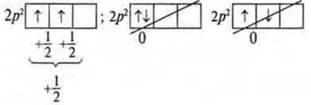 2p² ↑ ↑ ; 2p² ↑↓ 2p² ↑ ↓
+1/2 +1/2 0 0
+1/2